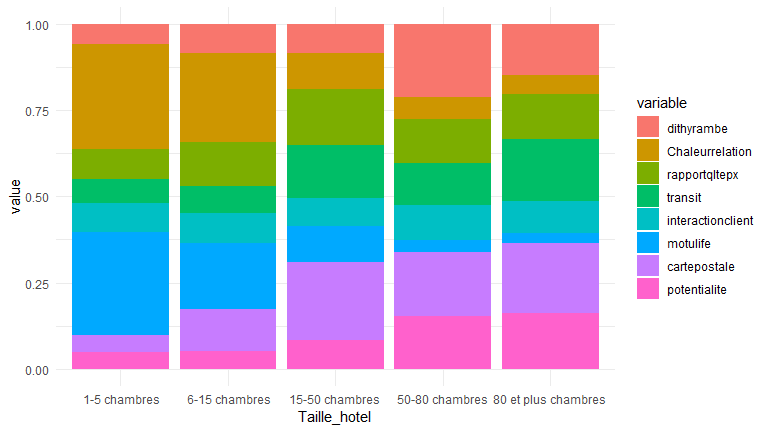 1.00
0.75
0.50
0.25
0.00
value
1-5 chambres
6-15 chambres
15-50 chambres
50-80 chambres
80 et plus chambres
Taille_hotel
variable
dithyrambe
Chaleurrelation
rapportqltepx
transit
interactionclient
motulife
cartepostale
potentialite